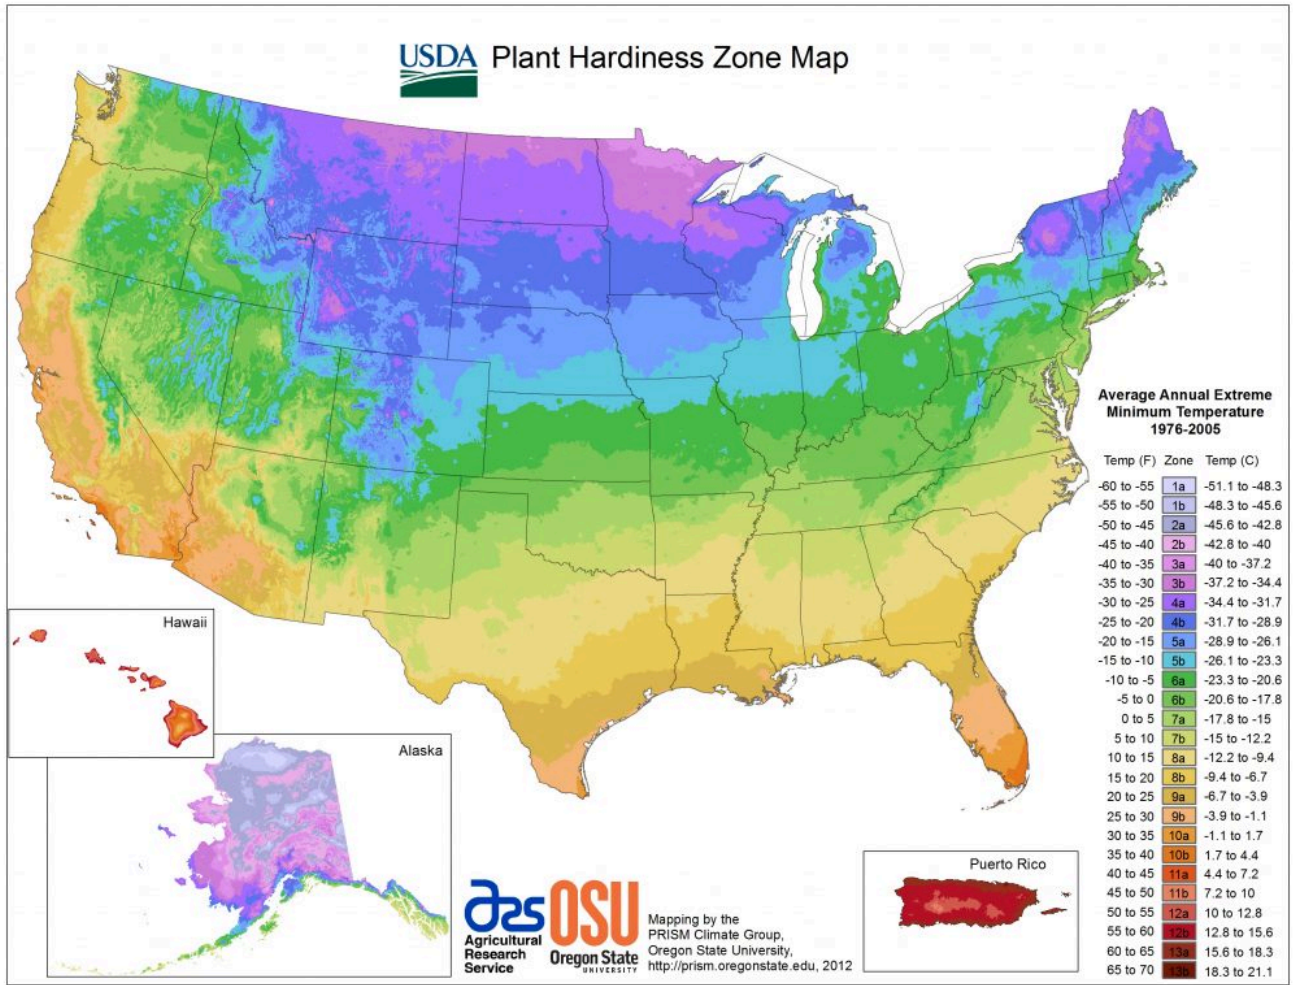 USDA Plant Hardiness Zone Map
Average Annual Extreme
Minimum Temperature
1976-2005
Temp (F) Zone Temp (C)
-60 to -55 1a -51.1 to -48.3
-55 to -50 1b -48.3 to -45.6
-50 to -45 2a -45.6 to -42.8
-45 to -40 2b -42.8 to -40
-40 to -35 3a -40 to -37.2
-35 to -30 3b -37.2 to -34.4
-30 to -25 4a -34.4 to -31.7
-25 to -20 4b -31.7 to -28.9
-20 to -15 5a -28.9 to -26.1
-15 to -10 5b -26.1 to -23.3
-10 to -5 6a -23.3 to -20.6
-5 to 0 6b -20.6 to -17.8
0 to 5 7a -17.8 to -15
5 to 10 7b -15 to -12.2
10 to 15 8a -12.2 to -9.4
15 to 20 8b -9.4 to -6.7
20 to 25 9a -6.7 to -3.9
25 to 30 9b -3.9 to -1.1
30 to 35 10a -1.1 to 1.7
35 to 40 10b 1.7 to 4.4
40 to 45 11a 4.4 to 7.2
45 to 50 11b 7.2 to 10
50 to 55 12a 10 to 12.8
55 to 60 12b 12.8 to 15.6
60 to 65 13a 15.6 to 18.3
65 to 70 13b 18.3 to 21.1
Hawaii
Alaska
Puerto Rico
ars
Agricultural
Research
Service
OSU
Oregon State
UNIVERSITY
Mapping by the
PRISM Climate Group,
Oregon State University,
http://prism.oregonstate.edu, 2012